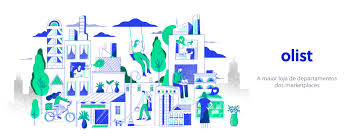 olist
A maior loja de departamentos
dos marketplaces